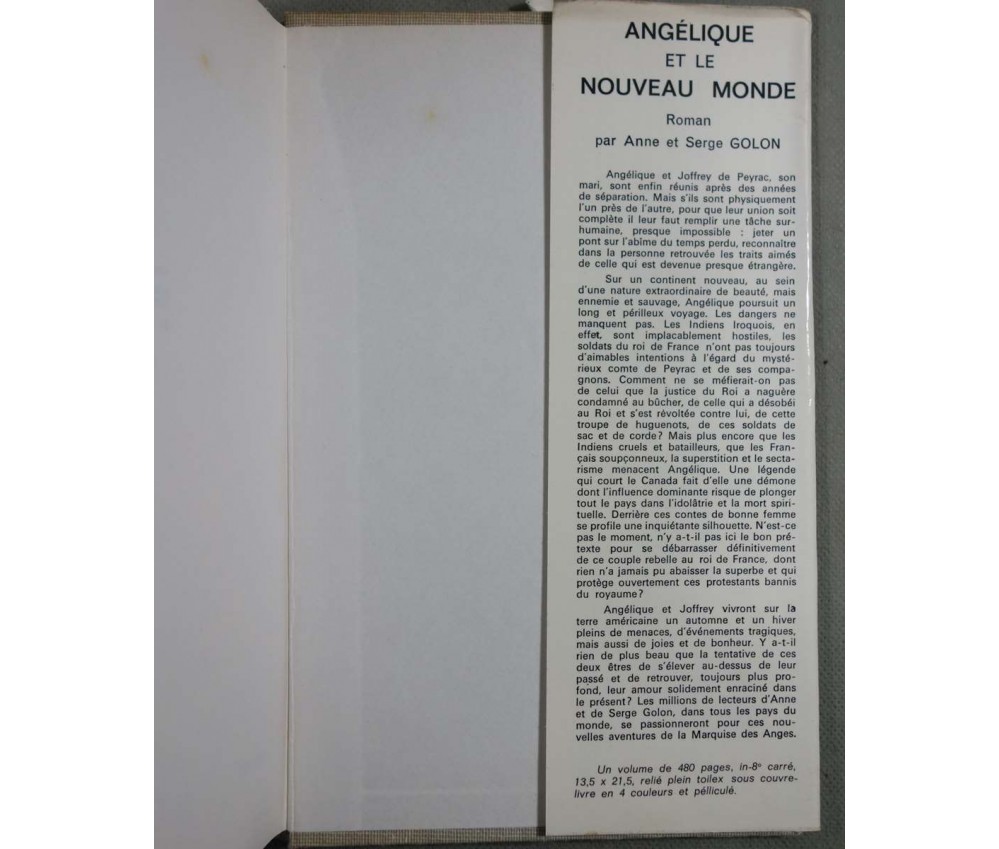 ANGÉLIQUE
ET LE
NOUVEAU MONDE
Roman
par Anne et Serge GOLON
Angélique et Joffrey de Peyrac, son
mari, sont enfin réunis après des années
de séparation. Mais s'ils sont physiquement
l'un près de l'autre, pour que leur union soit
complète il leur faut remplir une tâche sur-
humaine, presque impossible : jeter un
pont sur l'abîme du temps perdu, reconnaître
dans la personne retrouvée les traits aimés
de celle qui est devenue presque étrangère.
Sur un continent nouveau, au sein
d'une nature extraordinaire de beauté, mais
ennemie et sauvage, Angélique poursuit un
long et périlleux voyage. Les dangers ne
manquent pas. Les Indiens Iroquois, en
effet, sont implacablement hostiles, les
soldats du roi de France n'ont pas toujours
d'aimables intentions à l'égard du mysté-
rieux comte de Peyrac et de ses compa-
gnons. Comment ne se méfierait-on pas
de celui que la justice du Roi a naguère
condamné au bûcher, de celle qui a désobéi
au Roi et s'est révoltée contre lui, de cette
troupe de huguenots, de ces soldats de
sac et de corde? Mais plus encore que les
Indiens cruels et batailleurs, que les Fran-
çais soupçonneux, la superstition et le secta-
risme menacent Angélique. Une légende
qui court le Canada fait d'elle une démone
dont l'influence dominante risque de plonger
tout le pays dans l'idolâtrie et la mort spiri-
tuelle. Derrière ces contes de bonne femme
se profile une inquiétante silhouette. N'est-ce
pas le moment, n'y a-t-il pas ici le bon pré-
texte pour se débarrasser définitivement
de ce couple rebelle au roi de France, dont
rien n'a jamais pu abaisser la superbe et qui
protège ouvertement ces protestants bannis
du royaume?
Angélique et Joffrey vivront sur la
terre américaine un automne et un hiver
pleins de menaces, d'événements tragiques,
mais aussi de joies et de bonheur. Y a-t-il
rien de plus beau que la tentative de ces
deux êtres de s'élever au-dessus de leur
passé et de retrouver, toujours plus pro-
fond, leur amour solidement enraciné dans
le présent? Les millions de lecteurs d'Anne
et de Serge Golon, dans tous les pays du
monde, se passionneront pour ces nou-
velles aventures de la Marquise des Anges.
Un volume de 480 pages, in-8° carré,
13,5 x 21,5, relié plein toilex sous couvre-
livre en 4 couleurs et pélliculé.